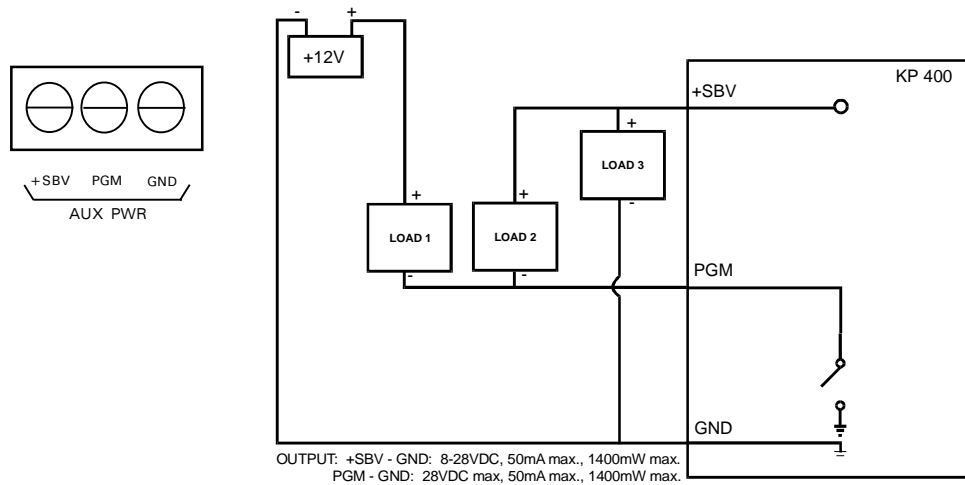 - +
+12V
KP 400
+SBV
+
LOAD 3
-
+SBV PGM GND
AUX PWR
+ +
LOAD 1 LOAD 2
- -
PGM
GND
OUTPUT: +SBV - GND: 8-28VDC, 50mA max., 1400mW max.
PGM - GND: 28VDC max, 50mA max., 1400mW max.